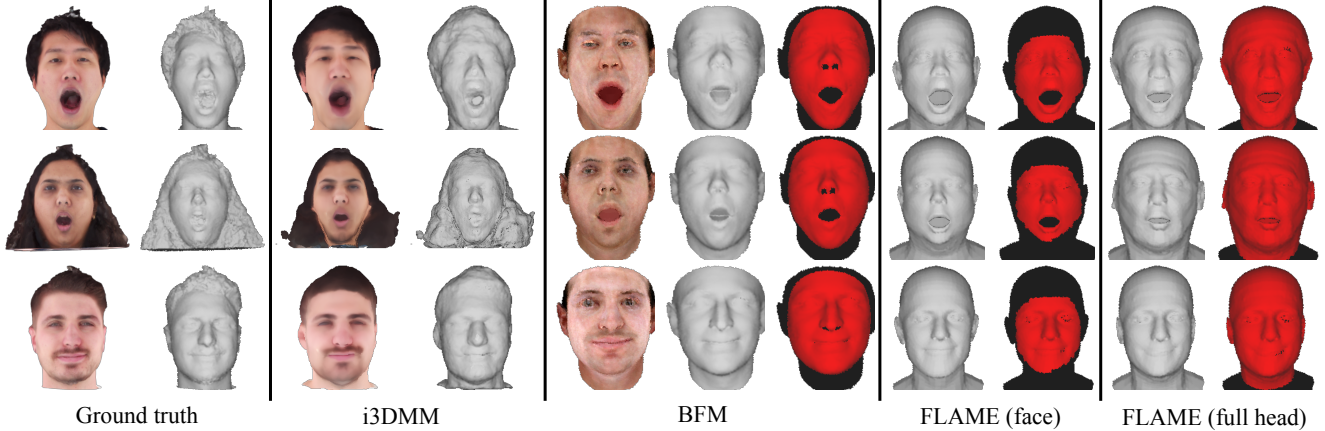 Ground truth
i3DMM
BFM
FLAME (face)
FLAME (full head)